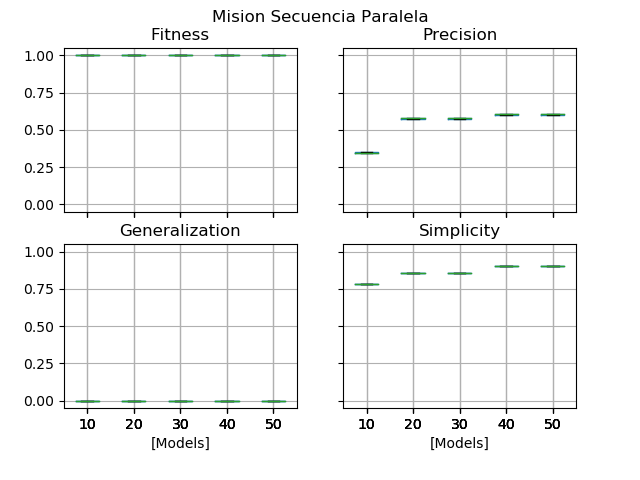 Mision Secuencia Paralela
Fitness
Precision
1.00
0.75
0.50
0.25
0.00
Generalization
Simplicity
1.00
0.75
0.50
0.25
0.00
10 20 30 40 50
10 20 30 40 50
[Models]
[Models]